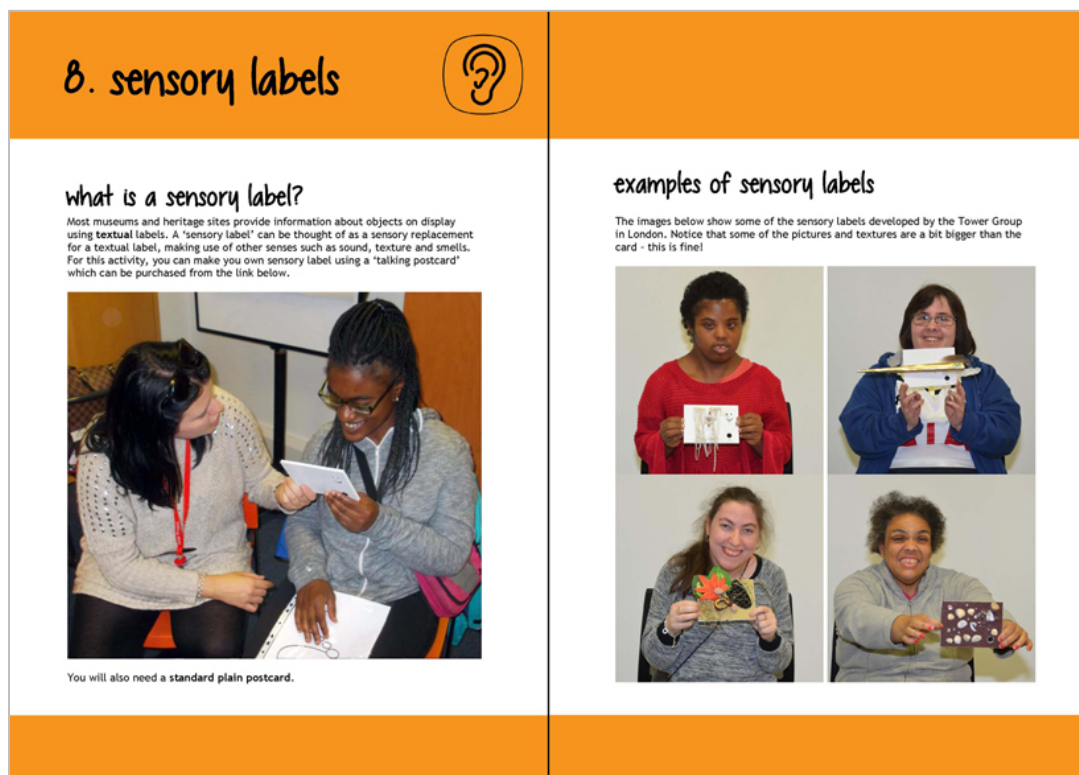 8. sensory labels
what is a sensory label?
Most museums and heritage sites provide information about objects on display
using textual labels. A ‘sensory label’ can be thought of as a sensory replacement
for a textual label, making use of other senses such as sound, texture and smells.
For this activity, you can make you own sensory label using a ‘talking postcard’
which can be purchased from the link below.
You will also need a standard plain postcard.
examples of sensory labels
The images below show some of the sensory labels developed by the Tower Group
in London. Notice that some of the pictures and textures are a bit bigger than the
card - this is fine!